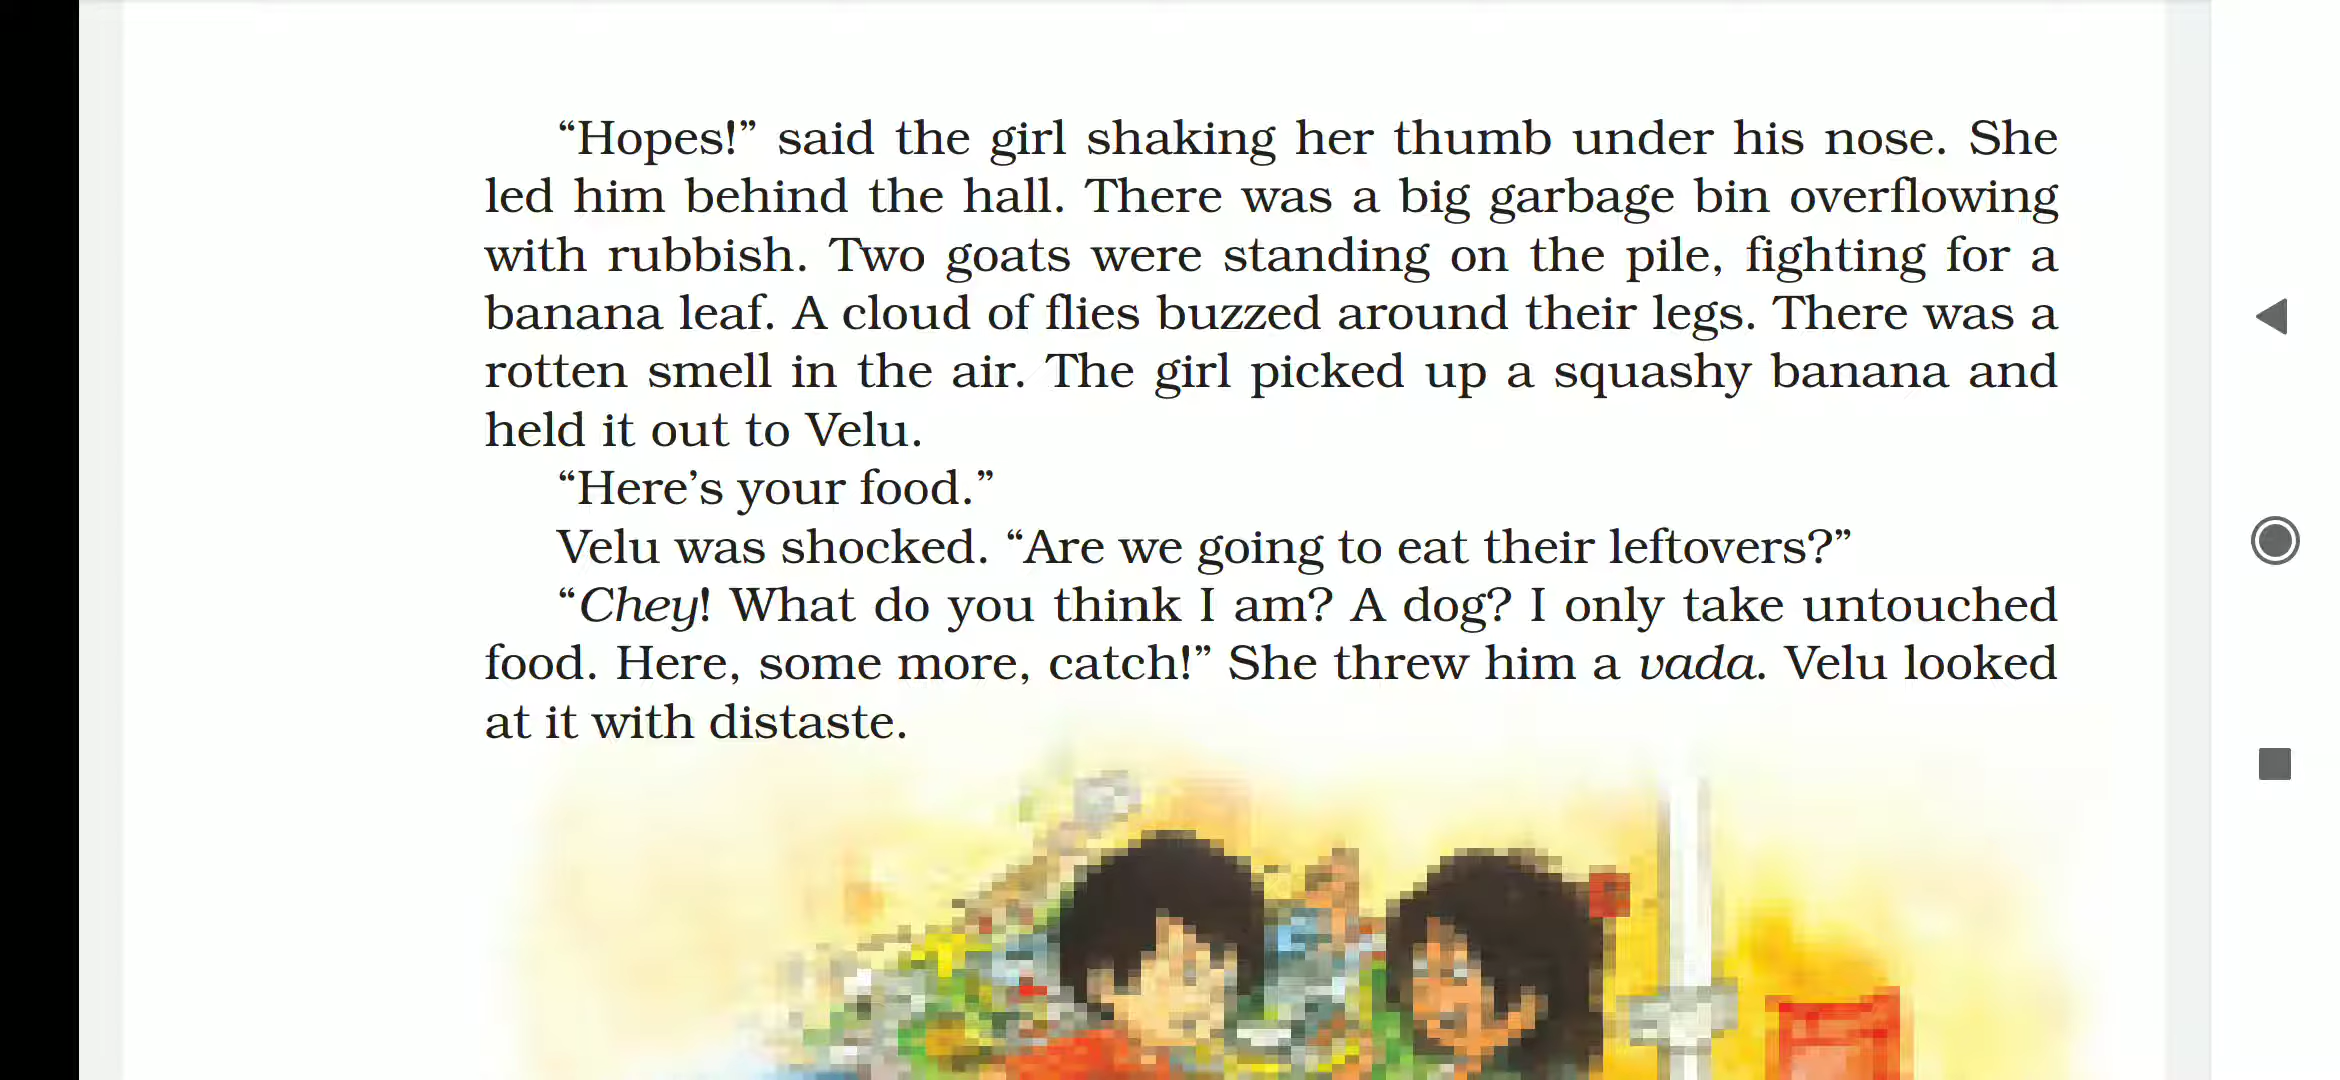 “Hopes!” said the girl shaking her thumb under his nose. She
led him behind the hall. There was a big garbage bin overflowing
with rubbish. Two goats were standing on the pile, fighting for a
banana leaf. A cloud of flies buzzed around their legs. There was a
rotten smell in the air. The girl picked up a squashy banana and
held it out to Velu.
“Here’s your food.”
Velu was shocked. “Are we going to eat their leftovers?”
“Chey! What do you think I am? A dog? I only take untouched
food. Here, some more, catch!” She threw him a vada. Velu looked
at it with distaste.